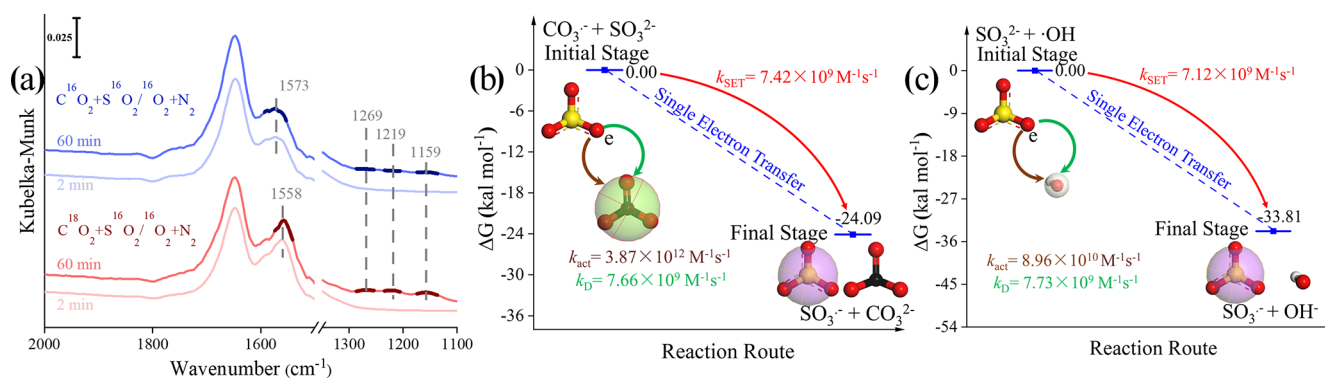 (a)
0.025
C¹⁶O₂+S¹⁶O/¹⁶O₂+N₂
60 min
2 min
1573
1269
1219
1159
C¹⁸O₂+S¹⁶O₂/¹⁶O₂+N₂
1558
60 min
2 min
Kubelka-Munk
2000
1800
1600
1300
1200
1100
Wavenumber (cm⁻¹)
(b)
CO₃·⁻ + SO₃²⁻
Initial Stage
0.00
kSET = 7.42×10⁹ M⁻¹s⁻¹
Single Electron Transfer
e
-24.09
Final Stage
kact = 3.87×10¹² M⁻¹s⁻¹
kD = 7.66×10⁹ M⁻¹s⁻¹
SO₃·⁻ + CO₃²⁻
ΔG (kal mol⁻¹)
0
-6
-12
-18
-24
-30
-36
Reaction Route
(c)
SO₃²⁻ + ·OH
Initial Stage
0.00
kSET = 7.12×10⁹ M⁻¹s⁻¹
Single Electron Transfer
e
-33.81
Final Stage
kact = 8.96×10¹⁰ M⁻¹s⁻¹
kD = 7.73×10⁹ M⁻¹s⁻¹
SO₃·⁻ + OH⁻
ΔG (kal mol⁻¹)
0
-9
-18
-27
-36
-45
-54
Reaction Route